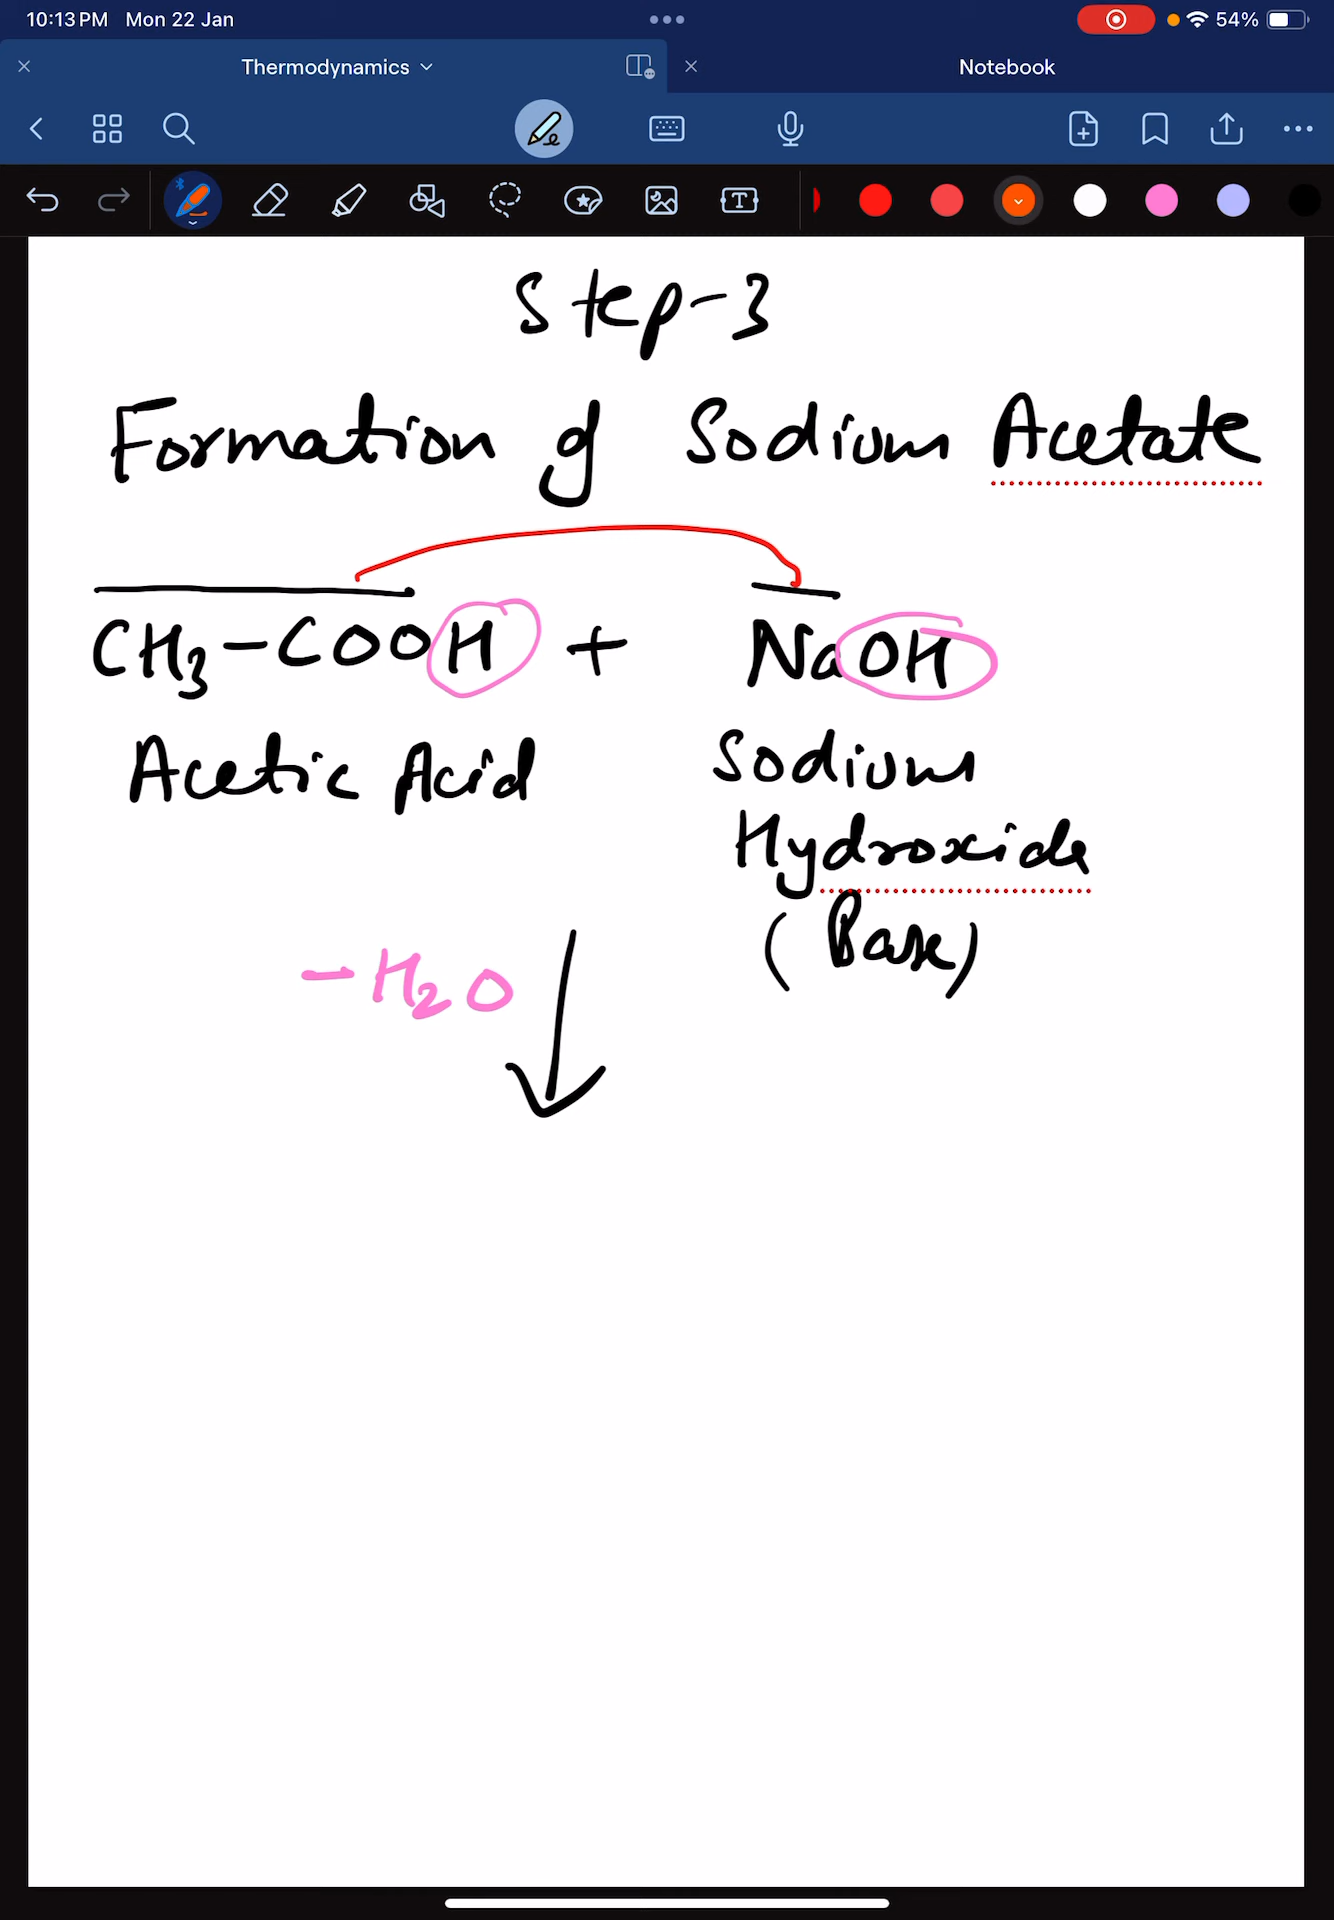 10:13 PM Mon 22 Jan 54%
Thermodynamics Notebook
Step-3
Formation of Sodium Acetate
CH₃-COOH + NaOH
Acetic Acid Sodium
Hydroxide
(Base)
-H₂O